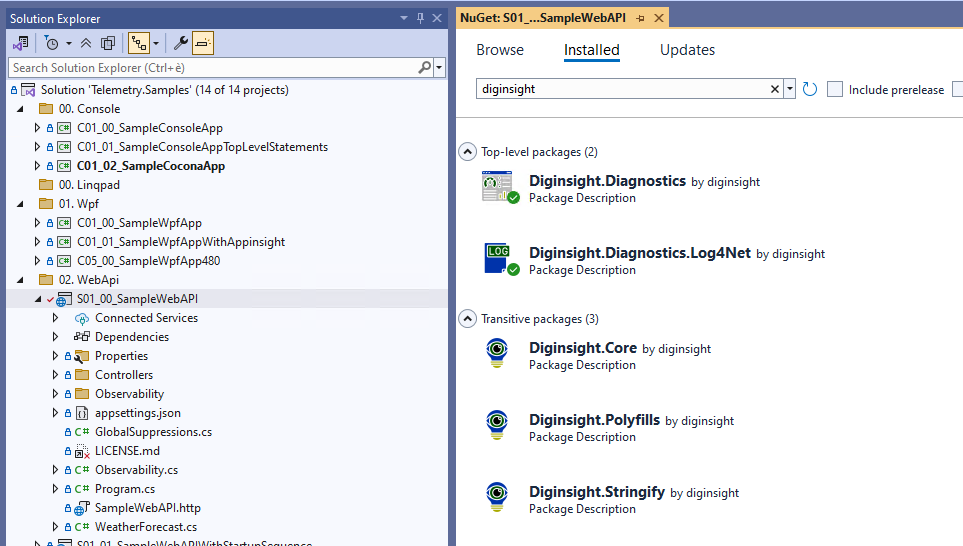 Solution Explorer
Search Solution Explorer (Ctrl+è)
Solution 'Telemetry.Samples' (14 of 14 projects)
00. Console
C# C01_00_SampleConsoleApp
C# C01_01_SampleConsoleAppTopLevelStatements
C# C01_02_SampleCoconaApp
00. Linqpad
01. Wpf
C# C01_00_SampleWpfApp
C# C01_01_SampleWpfAppWithAppinsight
C# C05_00_SampleWpfApp480
02. WebApi
S01_00_SampleWebAPI
Connected Services
Dependencies
Properties
Controllers
Observability
appsettings.json
C# GlobalSuppressions.cs
LICENSE.md
C# Observability.cs
C# Program.cs
SampleWebAPI.http
C# WeatherForecast.cs
S01_01_SampleWebAPIWithStartupSequence
NuGet: S01_...SampleWebAPI
Browse Installed Updates
diginsight
Include prerelease
Top-level packages (2)
Diginsight.Diagnostics by diginsight
Package Description
LOG
Diginsight.Diagnostics.Log4Net by diginsight
Package Description
Transitive packages (3)
Diginsight.Core by diginsight
Package Description
Diginsight.Polyfills by diginsight
Package Description
Diginsight.Stringify by diginsight
Package Description